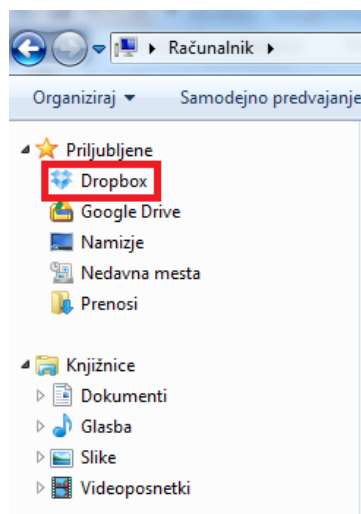 Računalnik
Organiziraj Samodejno predvajanje
Priljubljene
Dropbox
Google Drive
Namizje
Nedavna mesta
Prenosi
Knjižnice
Dokumenti
Glasba
Slike
Videoposnetki